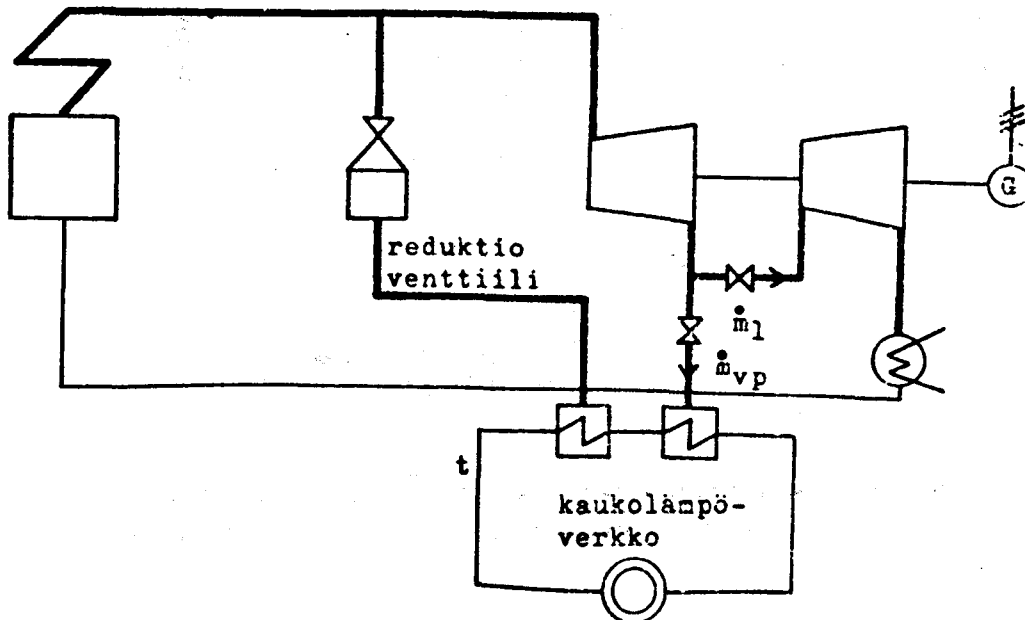 G
reduktio
venttiili
ṁ1
ṁvp
t
kaukolämpö-
verkko